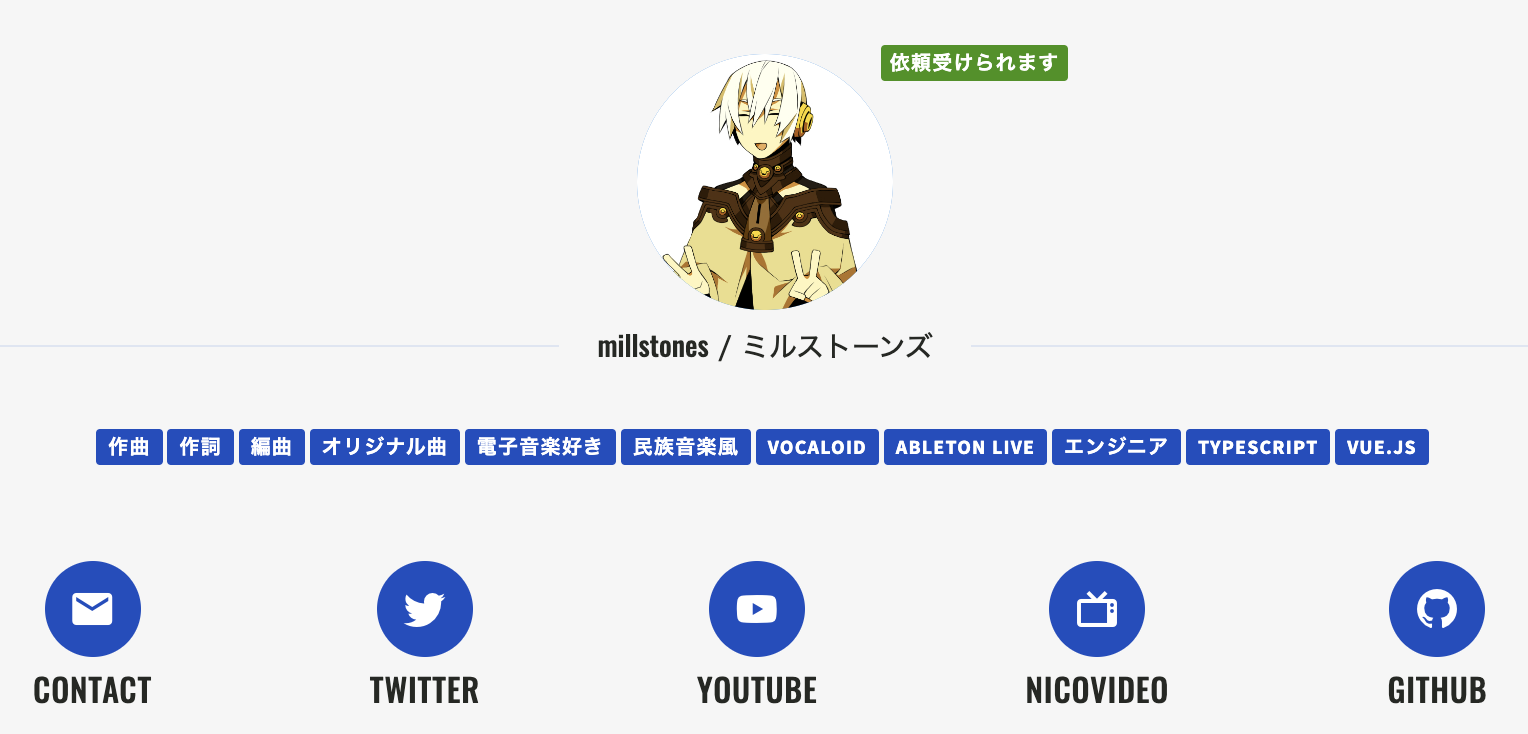 依頼受けられます
millstones / ミルストーンズ
作曲 作詞 編曲 オリジナル曲 電子音楽好き 民族音楽風 VOCALOID ABLETON LIVE エンジニア TYPESCRIPT VUE.JS
CONTACT TWITTER YOUTUBE NICOVIDEO GITHUB